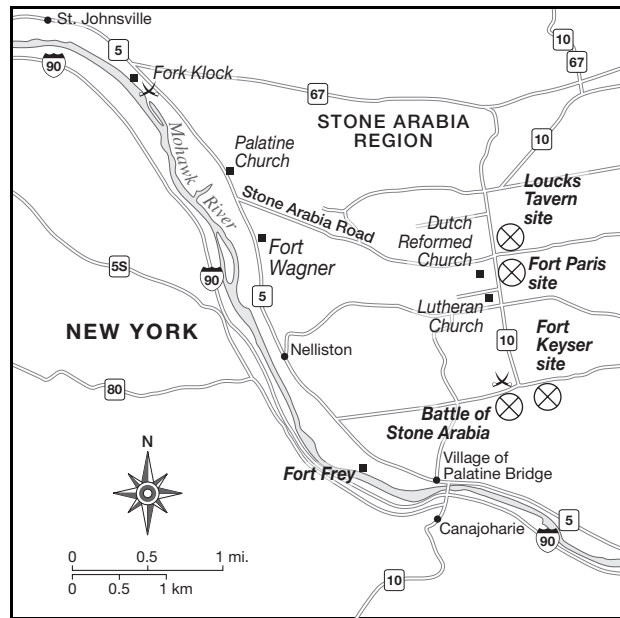 St. Johnsville
5
10
90
Fork Klock
67
67
STONE ARABIA
REGION
10
Mohawk
River
Palatine
Church
Loucks
Tavern
site
Stone Arabia Road
Dutch
Reformed
Church
Fort
Wagner
5S
90
Fort Paris
site
5
Lutheran
Church
NEW YORK
10
Fort
Keyser
site
Nelliston
80
Battle of
Stone Arabia
N
Fort Frey
Village of
Palatine Bridge
5
Canajoharie
90
0 0.5 1 mi.
0 0.5 1 km
10